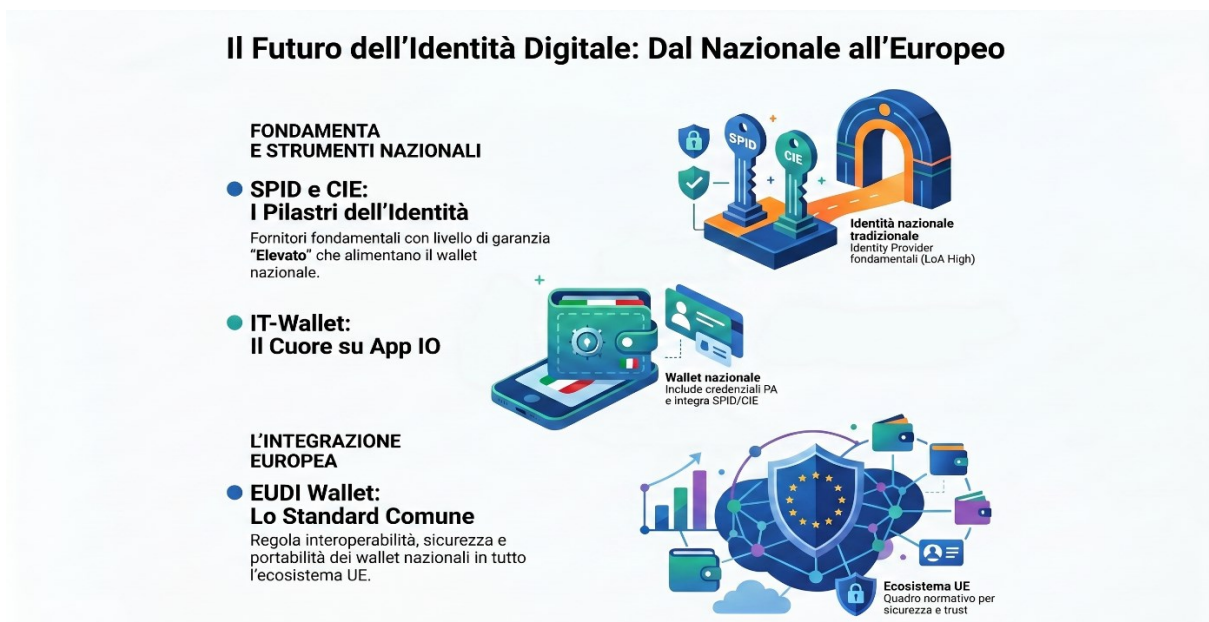 Il Futuro dell'Identità Digitale: Dal Nazionale all'Europeo
FONDAMENTA
E STRUMENTI NAZIONALI
SPID e CIE:
I Pilastri dell'Identità
Fornitori fondamentali con livello di garanzia
"Elevato" che alimentano il wallet
nazionale.
SPID
CIE
Identità nazionale
tradizionale
Identity Provider
fondamentali (LoA High)
IT-Wallet:
Il Cuore su App IO
Wallet nazionale
Include credenziali PA
e integra SPID/CIE
L'INTEGRAZIONE
EUROPEA
EUDI Wallet:
Lo Standard Comune
Regola interoperabilità, sicurezza e
portabilità dei wallet nazionali in tutto
l'ecosistema UE.
Ecosistema UE
Quadro normativo per
sicurezza e trust